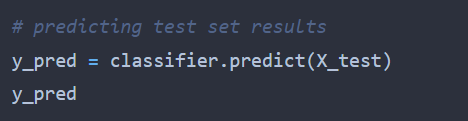 # predicting test set results
y_pred = classifier.predict(X_test)
y_pred